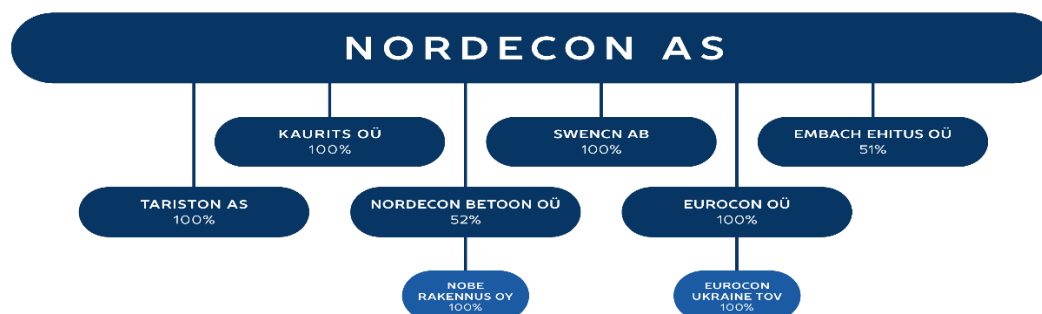 NORDECON AS
KAURITS OÜ
100%
SWENCN AB
100%
EMBACH EHITUS OÜ
51%
TARISTON AS
100%
NORDECON BETOON OÜ
52%
EUROCON OÜ
100%
NOBE
RAKENNUS OY
100%
EUROCON
UKRAINE TOV
100%